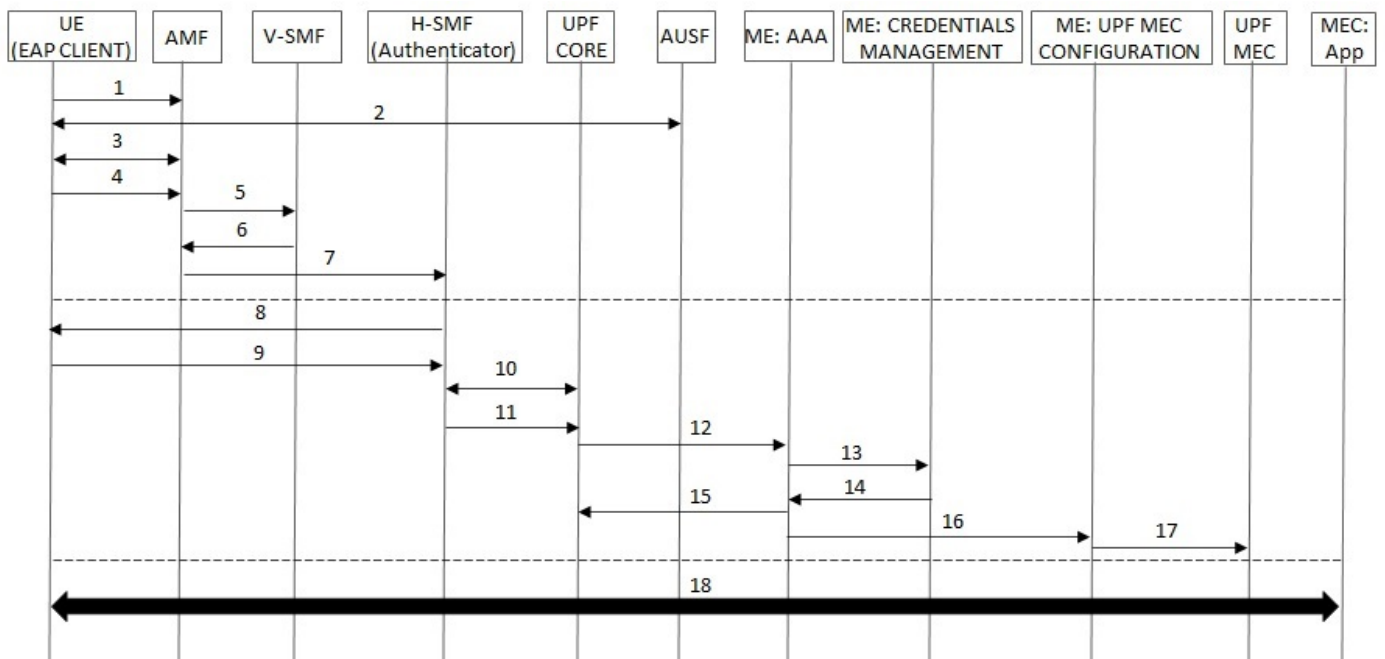 UE
(EAP CLIENT)
AMF
V-SMF
H-SMF
(Authenticator)
UPF
CORE
AUSF
ME: AAA
ME: CREDENTIALS
MANAGEMENT
ME: UPF MEC
CONFIGURATION
UPF
MEC
MEC:
App
1
2
3
4
5
6
7
8
9
10
11
12
13
14
15
16
17
18